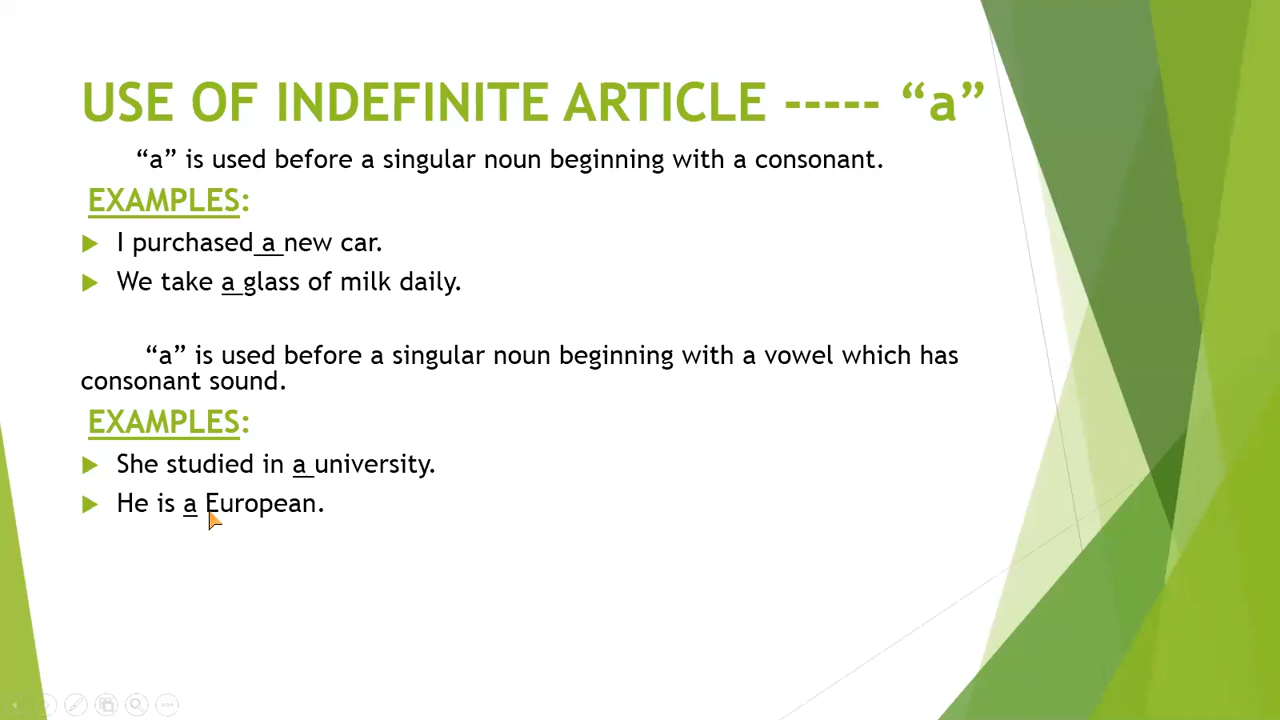 USE OF INDEFINITE ARTICLE ----- “a”
“a” is used before a singular noun beginning with a consonant.
EXAMPLES:
I purchased a new car.
We take a glass of milk daily.
“a” is used before a singular noun beginning with a vowel which has
consonant sound.
EXAMPLES:
She studied in a university.
He is a European.